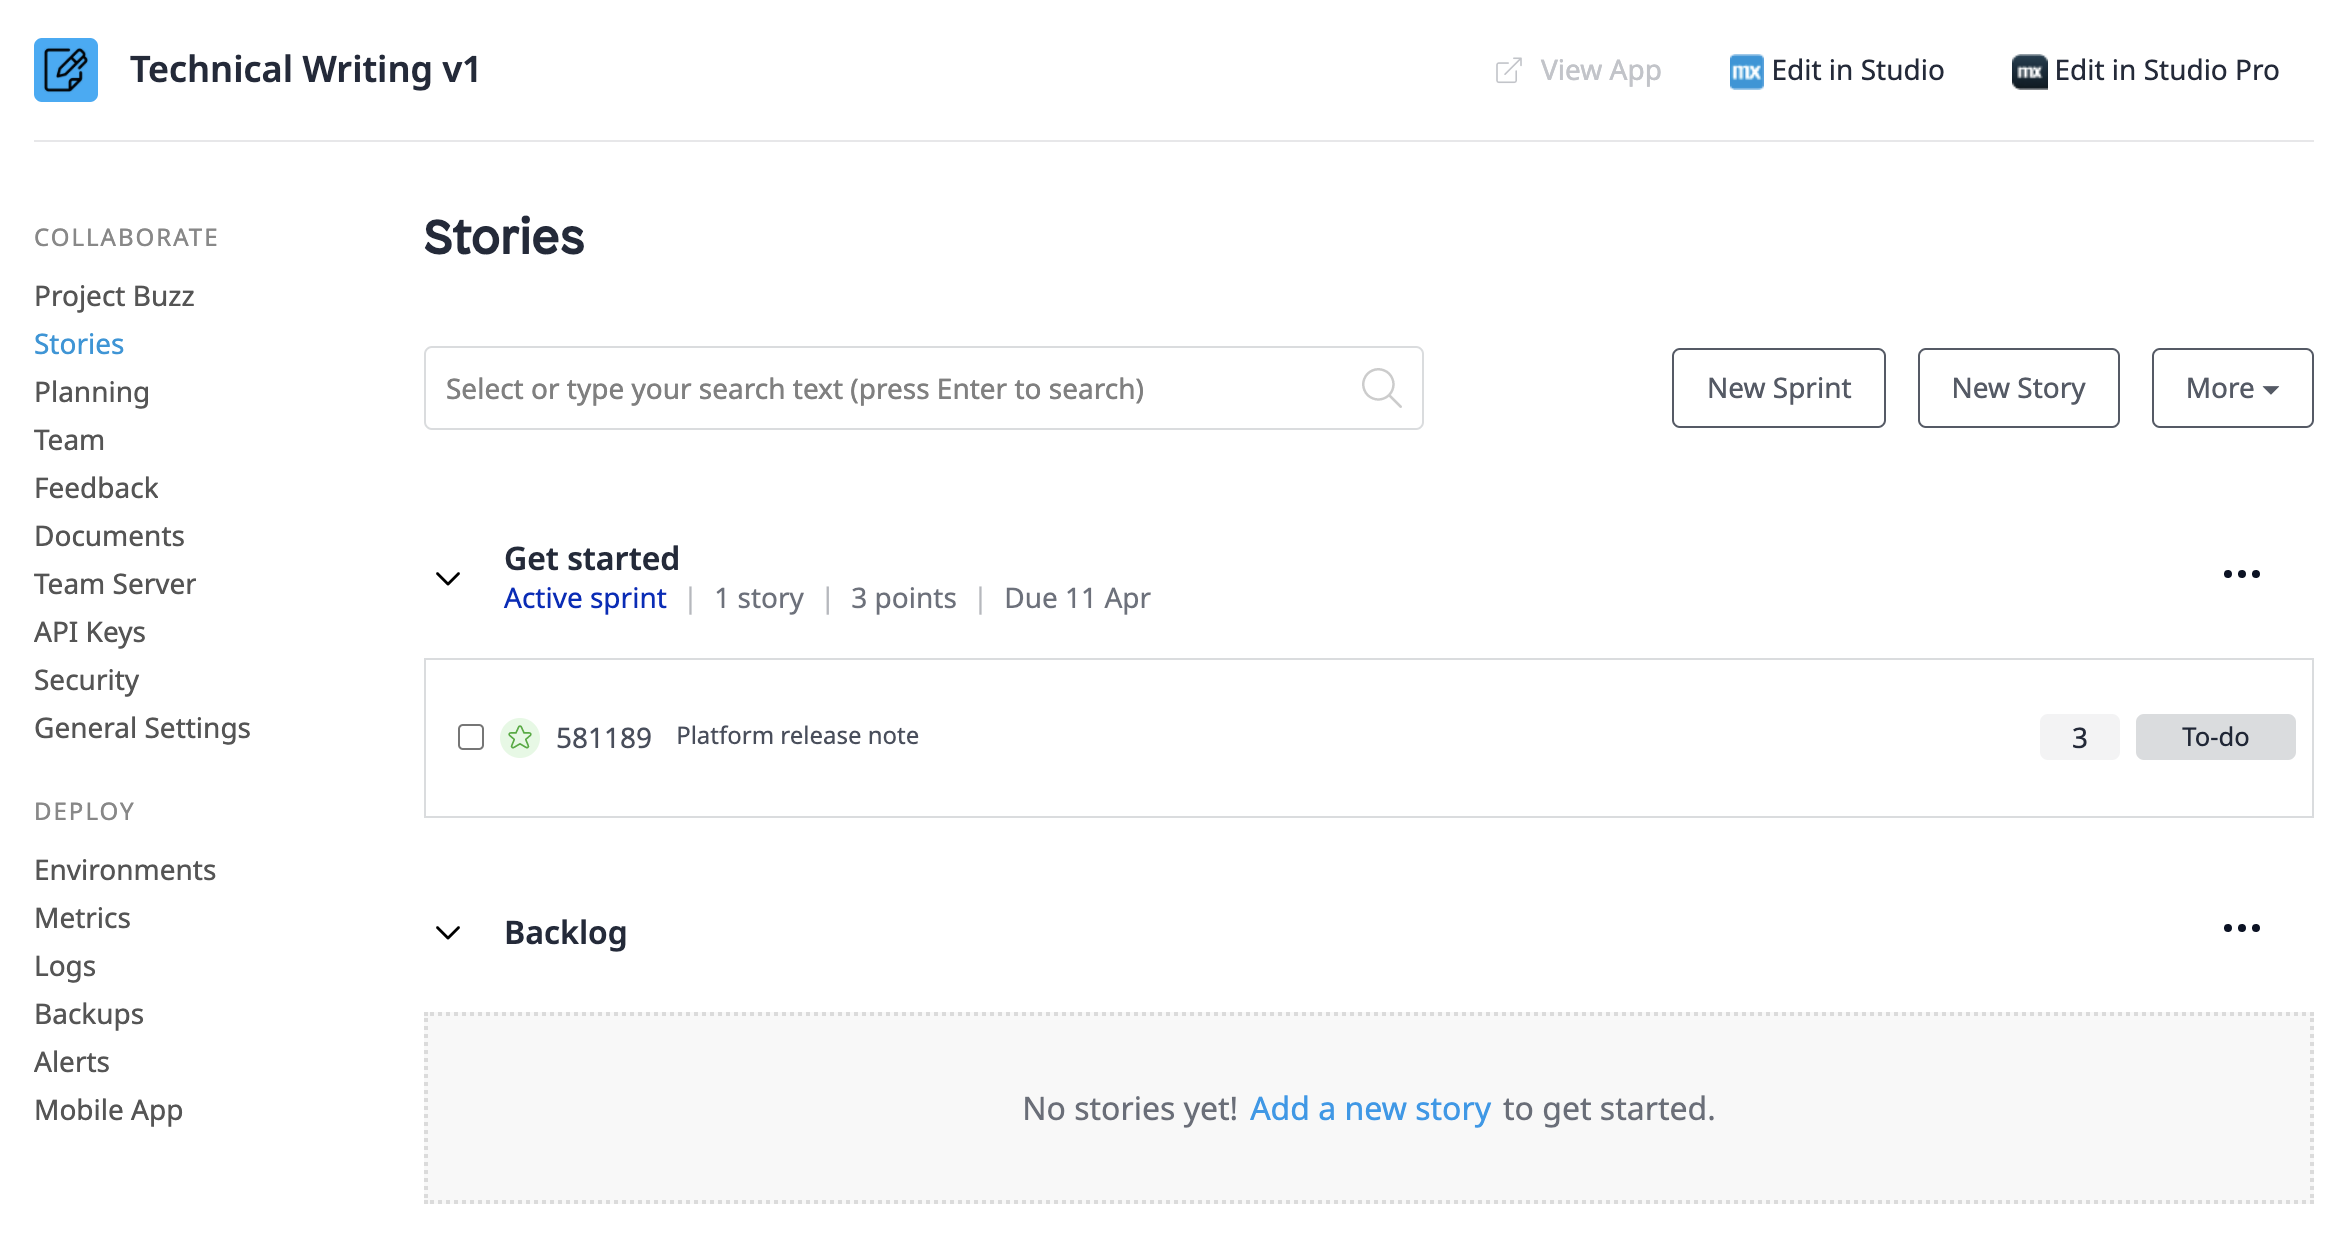 Technical Writing v1
View App
mx Edit in Studio
mx Edit in Studio Pro
COLLABORATE
Project Buzz
Stories
Planning
Team
Feedback
Documents
Team Server
API Keys
Security
General Settings
DEPLOY
Environments
Metrics
Logs
Backups
Alerts
Mobile App
Stories
Select or type your search text (press Enter to search)
New Sprint
New Story
More
Get started
Active sprint | 1 story | 3 points | Due 11 Apr
581189 Platform release note 3 To-do
Backlog
No stories yet! Add a new story to get started.